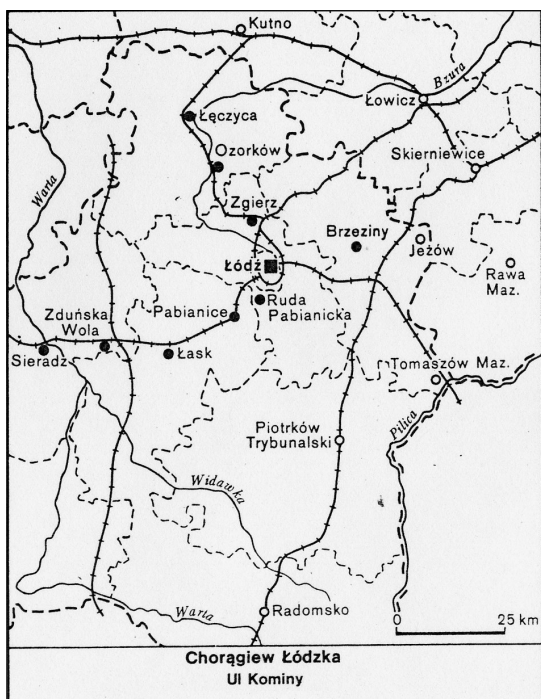 Kutno
Bzura
Łowicz
Łęczyca
Ozorków
Skierniewice
Warta
Zgierz
Brzeziny
Jeżów
Łódź
Rawa
Maz.
Ruda
Pabianicka
Pabianice
Zduńska
Wola
Sieradz
Łask
Tomaszów Maz.
Piotrków
Trybunalski
Pilica
Widawka
Warta
Radomsko
0 25 km
Chorągiew Łódzka
Ul Kominy